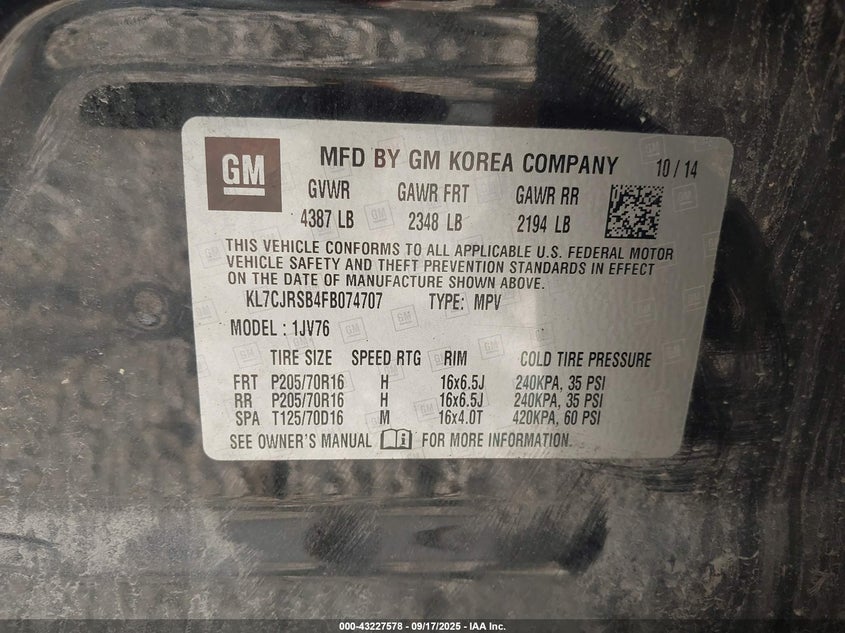 GM
MFD BY GM KOREA COMPANY 10 / 14
GVWR GAWR FRT GAWR RR
4387 LB 2348 LB 2194 LB
THIS VEHICLE CONFORMS TO ALL APPLICABLE U.S. FEDERAL MOTOR
VEHICLE SAFETY AND THEFT PREVENTION STANDARDS IN EFFECT
ON THE DATE OF MANUFACTURE SHOWN ABOVE.
KL7CJRSB4FB074707 TYPE: MPV
MODEL : 1JV76
TIRE SIZE SPEED RTG RIM COLD TIRE PRESSURE
FRT P205/70R16 H 16x6.5J 240KPA, 35 PSI
RR P205/70R16 H 16x6.5J 240KPA, 35 PSI
SPA T125/70D16 M 16x4.0T 420KPA, 60 PSI
SEE OWNER'S MANUAL FOR MORE INFORMATION.
000-43227578 - 09/17/2025 - IAA Inc.